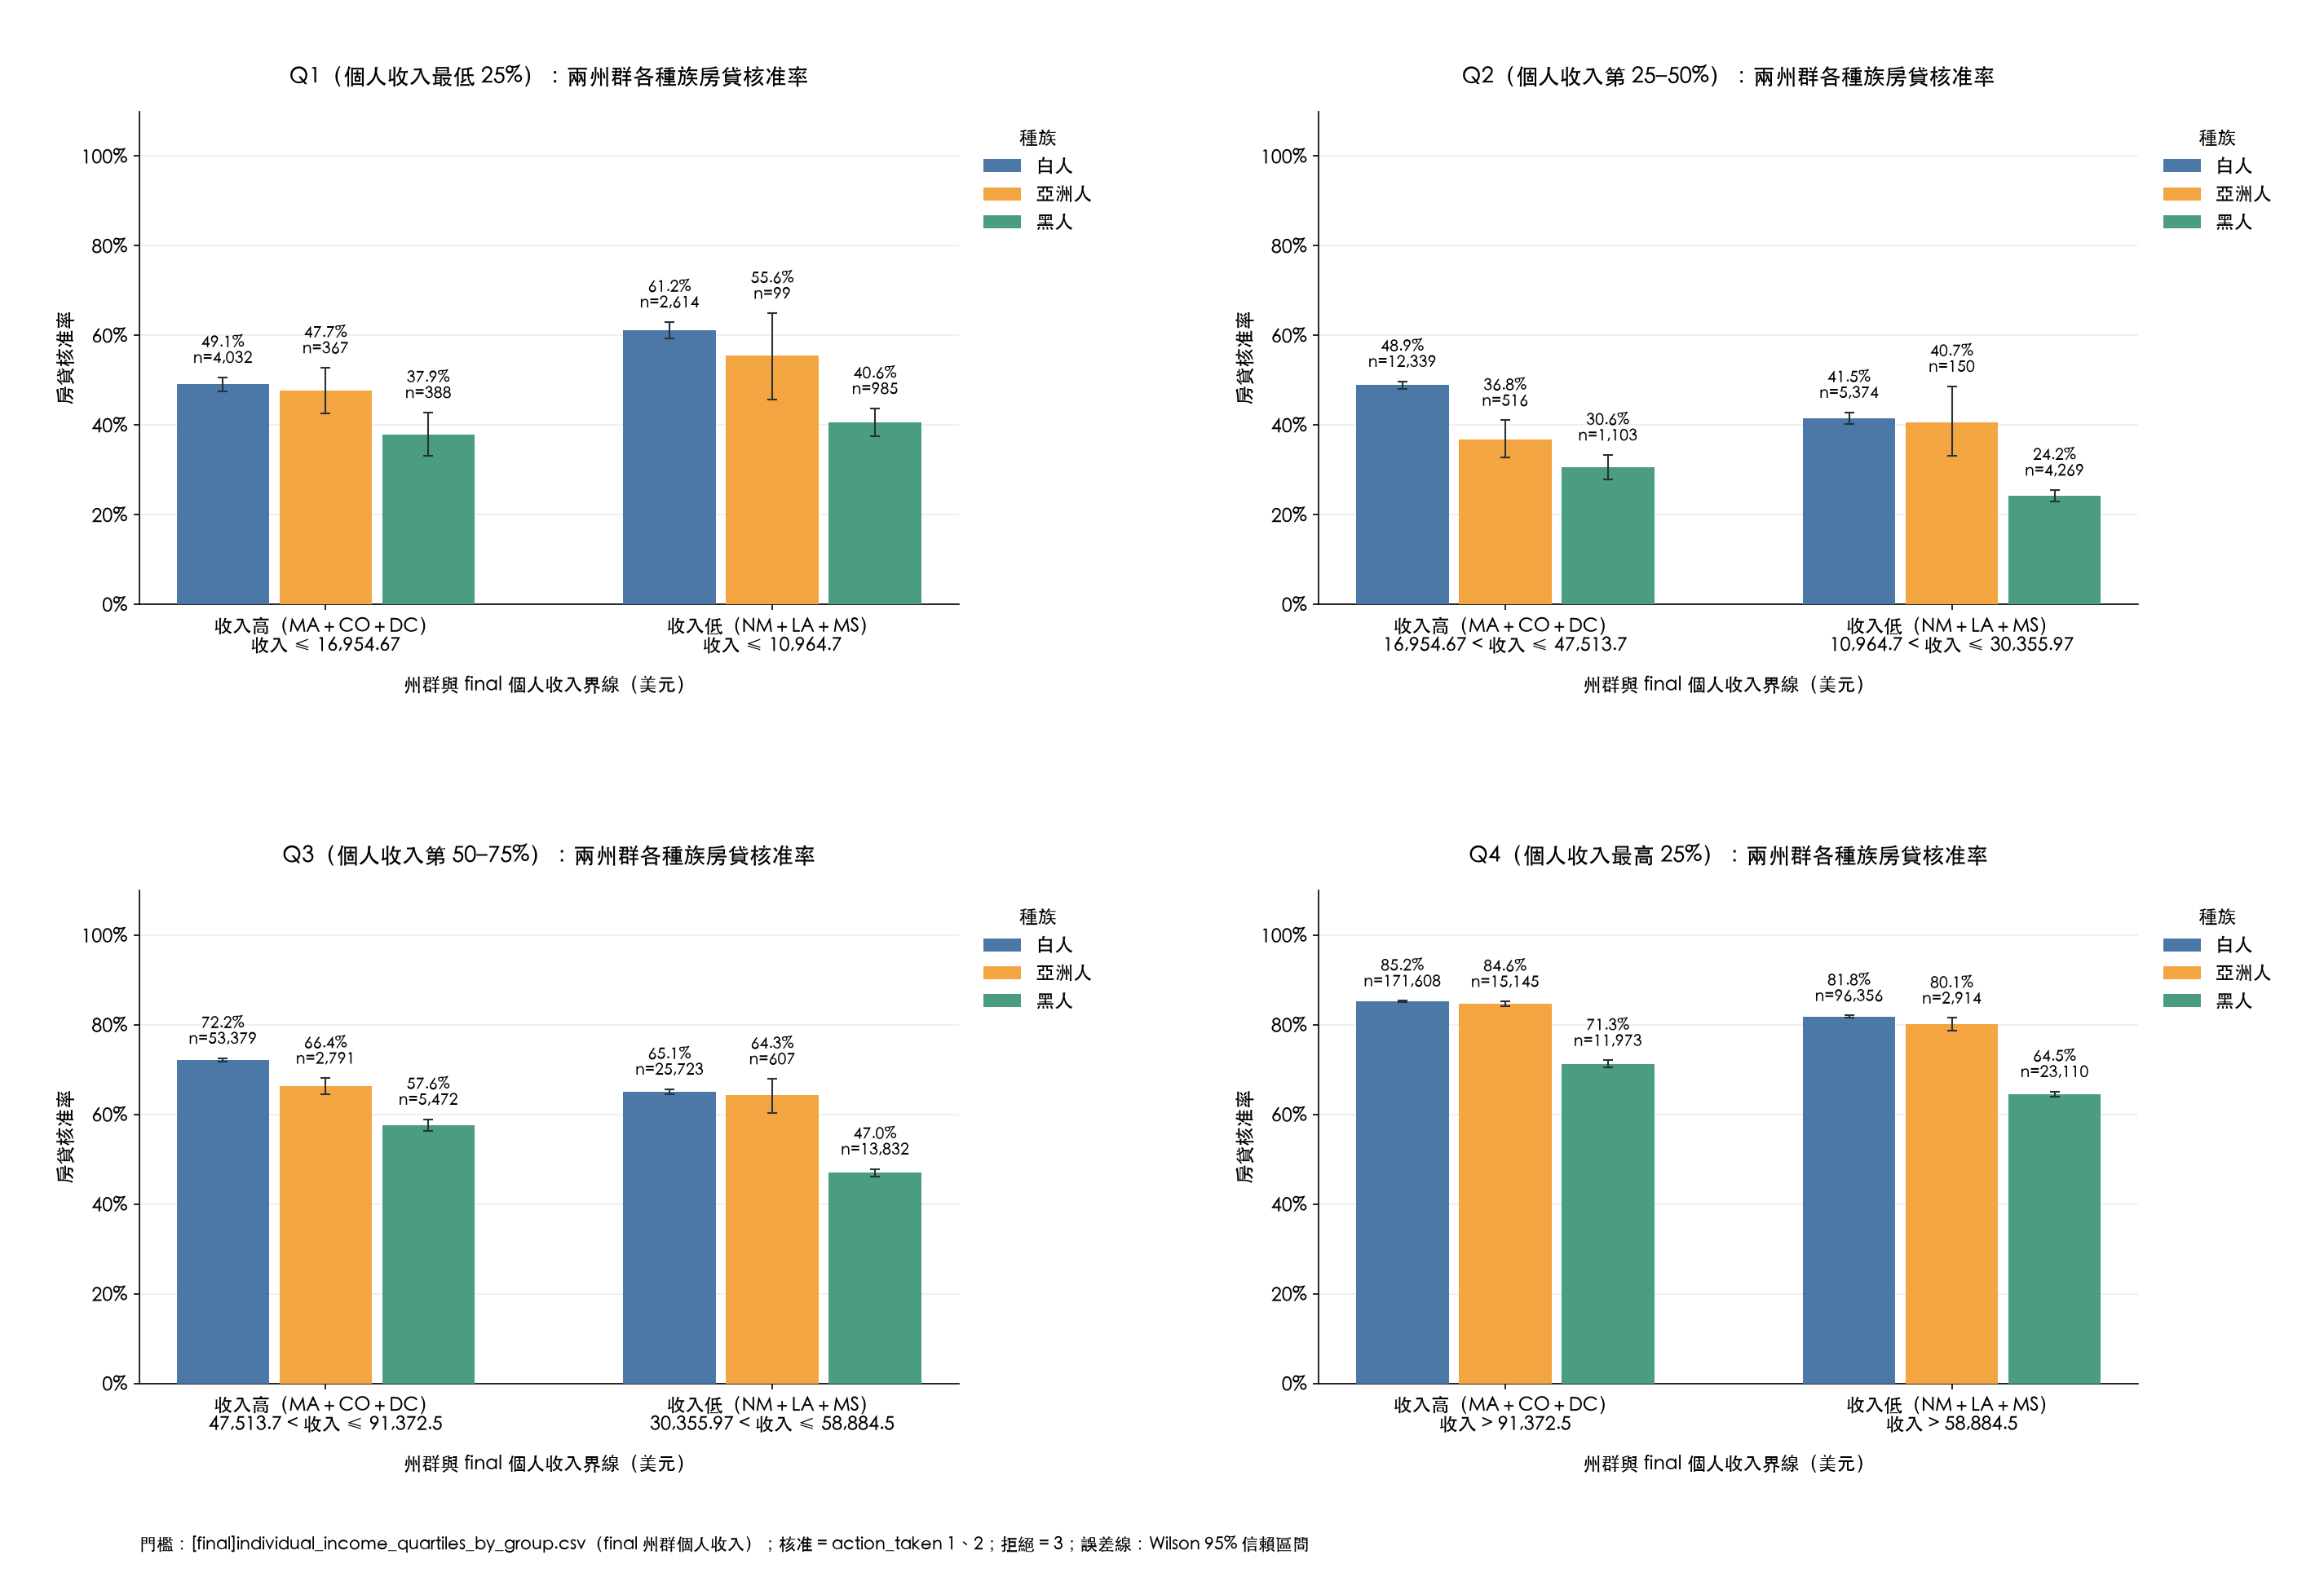 Q1（個人收入最低 25%）：兩州群各種族房貸核准率
房貸核准率
100%
80%
60%
40%
20%
0%
49.1%
n=4,032
47.7%
n=367
37.9%
n=388
61.2%
n=2,614
55.6%
n=99
40.6%
n=985
種族
白人
亞洲人
黑人
收入高（MA+CO+DC）
收入 ≤ 16,954.67
收入低（NM+LA+MS）
收入 ≤ 10,964.7
州群與 final 個人收入界線（美元）
Q2（個人收入第 25–50%）：兩州群各種族房貸核准率
房貸核准率
100%
80%
60%
40%
20%
0%
48.9%
n=12,339
36.8%
n=516
30.6%
n=1,103
41.5%
n=5,374
40.7%
n=150
24.2%
n=4,269
種族
白人
亞洲人
黑人
收入高（MA+CO+DC）
16,954.67 < 收入 ≤ 47,513.7
收入低（NM+LA+MS）
10,964.7 < 收入 ≤ 30,355.97
州群與 final 個人收入界線（美元）
Q3（個人收入第 50–75%）：兩州群各種族房貸核准率
房貸核准率
100%
80%
60%
40%
20%
0%
72.2%
n=53,379
66.4%
n=2,791
57.6%
n=5,472
65.1%
n=25,723
64.3%
n=607
47.0%
n=13,832
種族
白人
亞洲人
黑人
收入高（MA+CO+DC）
47,513.7 < 收入 ≤ 91,372.5
收入低（NM+LA+MS）
30,355.97 < 收入 ≤ 58,884.5
州群與 final 個人收入界線（美元）
Q4（個人收入最高 25%）：兩州群各種族房貸核准率
房貸核准率
100%
80%
60%
40%
20%
0%
85.2%
n=171,608
84.6%
n=15,145
71.3%
n=11,973
81.8%
n=96,356
80.1%
n=2,914
64.5%
n=23,110
種族
白人
亞洲人
黑人
收入高（MA+CO+DC）
收入 > 91,372.5
收入低（NM+LA+MS）
收入 > 58,884.5
州群與 final 個人收入界線（美元）
門檻：[final]individual_income_quartiles_by_group.csv（final 州群個人收入）；核准 = action_taken 1、2；拒絕 = 3；誤差線：Wilson 95% 信賴區間